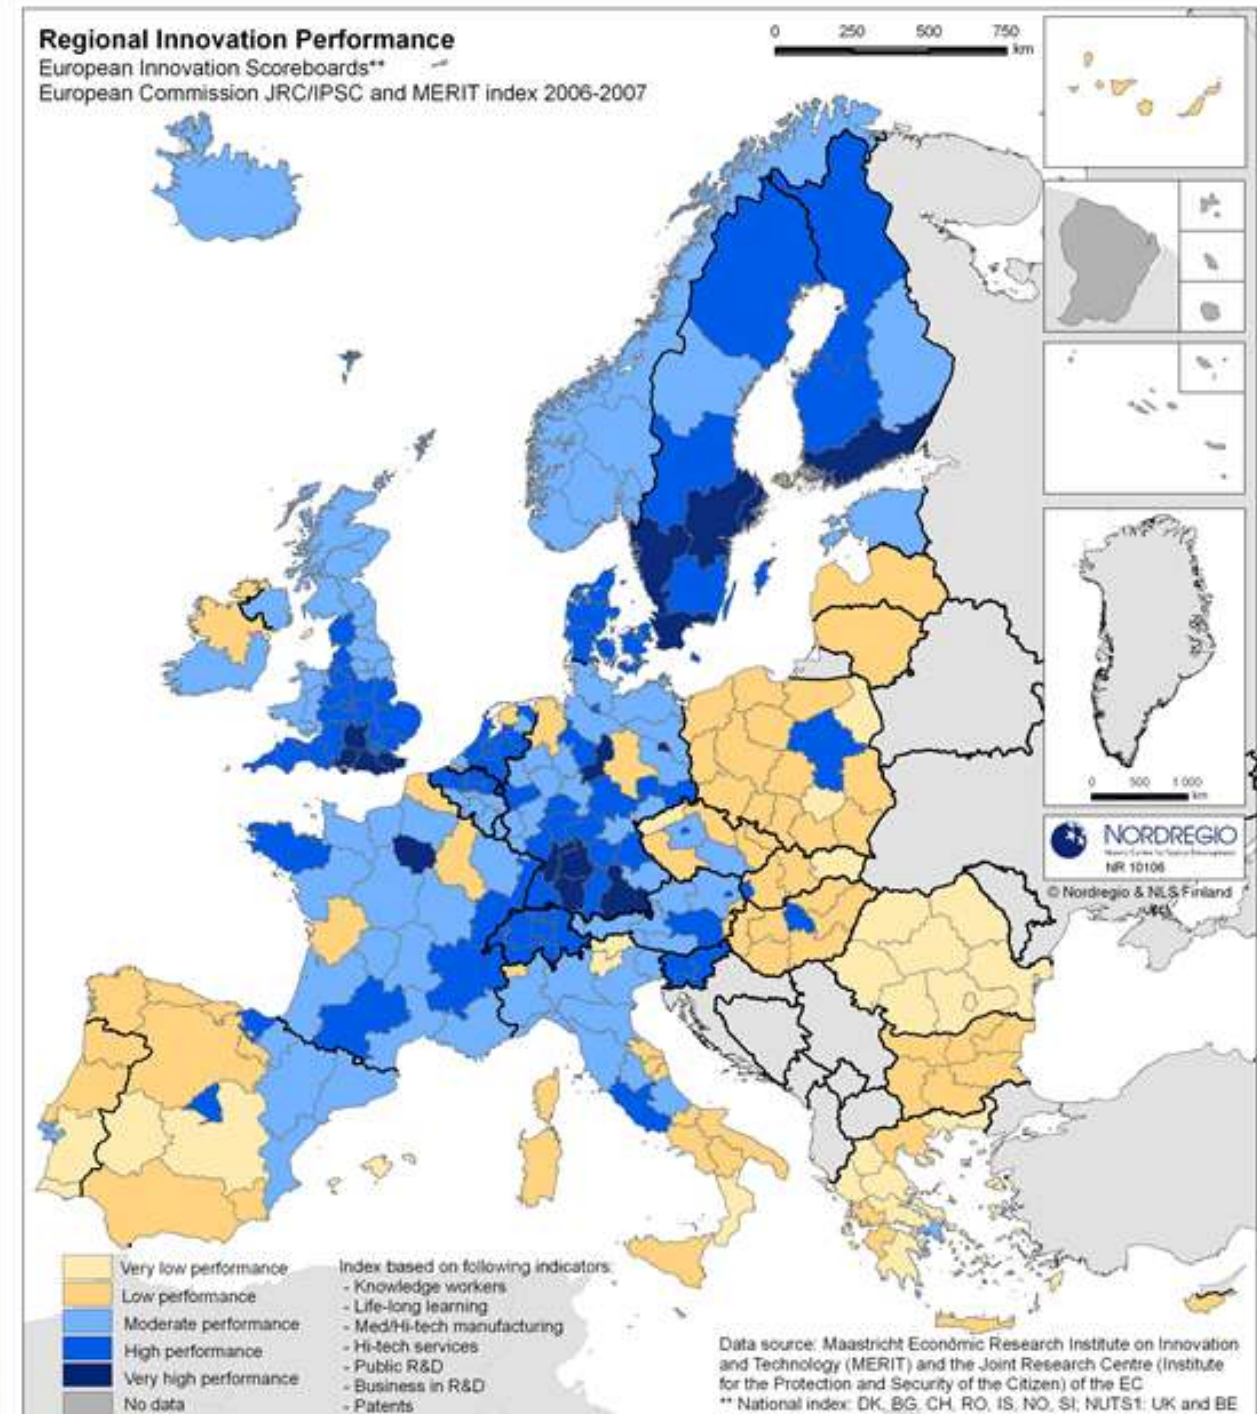 Regional Innovation Performance
European Innovation Scoreboards**
European Commission JRC/IPSC and MERIT index 2006-2007
0 250 500 750
km
0 500 1 000
km
NORDREGIO
NR 10106
© Nordregio & NLS Finland
Very low performance
Low performance
Moderate performance
High performance
Very high performance
No data
Index based on following indicators:
- Knowledge workers
- Life-long learning
- Med/Hi-tech manufacturing
- Hi-tech services
- Public R&D
- Business in R&D
- Patents
Data source: Maastricht Economic Research Institute on Innovation
and Technology (MERIT) and the Joint Research Centre (Institute
for the Protection and Security of the Citizen) of the EC
** National index: DK, BG, CH, RO, IS, NO, SI; NUTS1: UK and BE